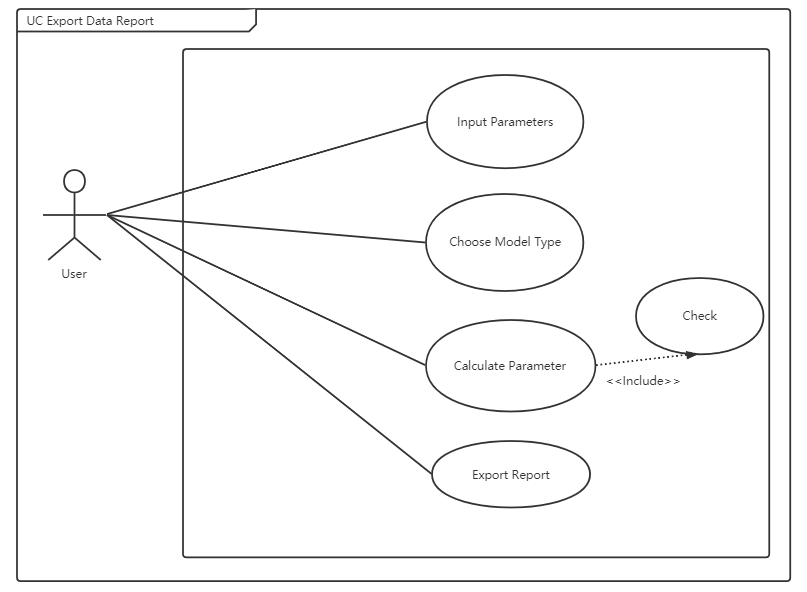 UC Export Data Report
Input Parameters
Choose Model Type
User
Check
Calculate Parameter
<<Include>>
Export Report